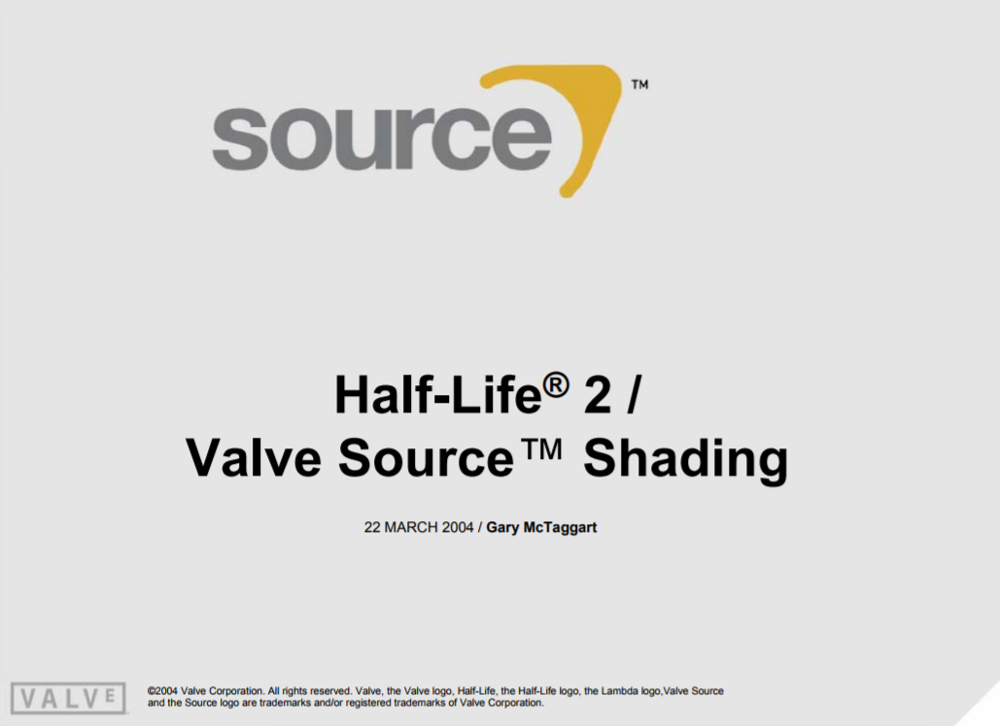 source™
Half-Life® 2 /
Valve Source™ Shading
22 MARCH 2004 / Gary McTaggart
VALVE
©2004 Valve Corporation. All rights reserved. Valve, the Valve logo, Half-Life, the Half-Life logo, the Lambda logo,Valve Source
and the Source logo are trademarks and/or registered trademarks of Valve Corporation.